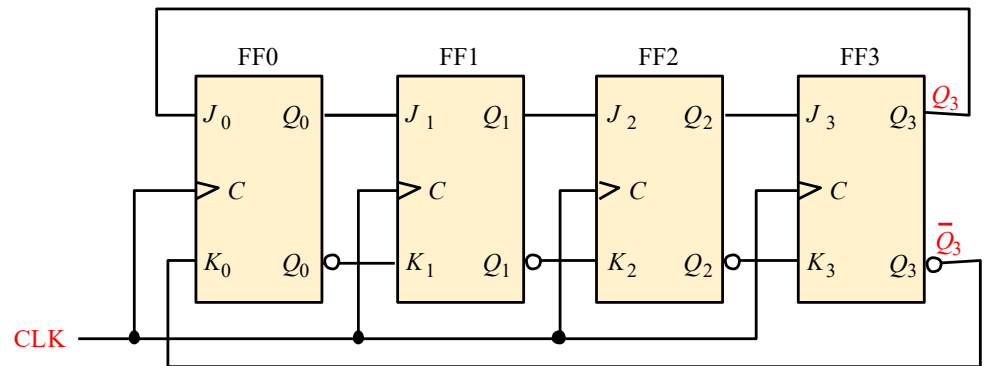 FF0 FF1 FF2 FF3
J0 Q0 J1 Q1 J2 Q2 J3 Q3 Q3
C C C C
Q̄3
K0 Q0 K1 Q1 K2 Q2 K3 Q3
CLK